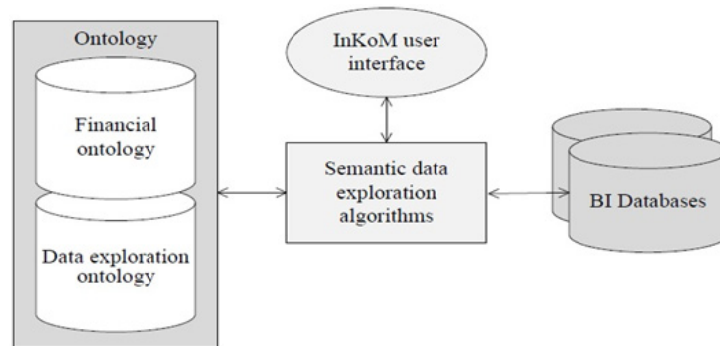 Ontology
Financial
ontology
Data exploration
ontology
InKoM user
interface
Semantic data
exploration
algorithms
BI Databases